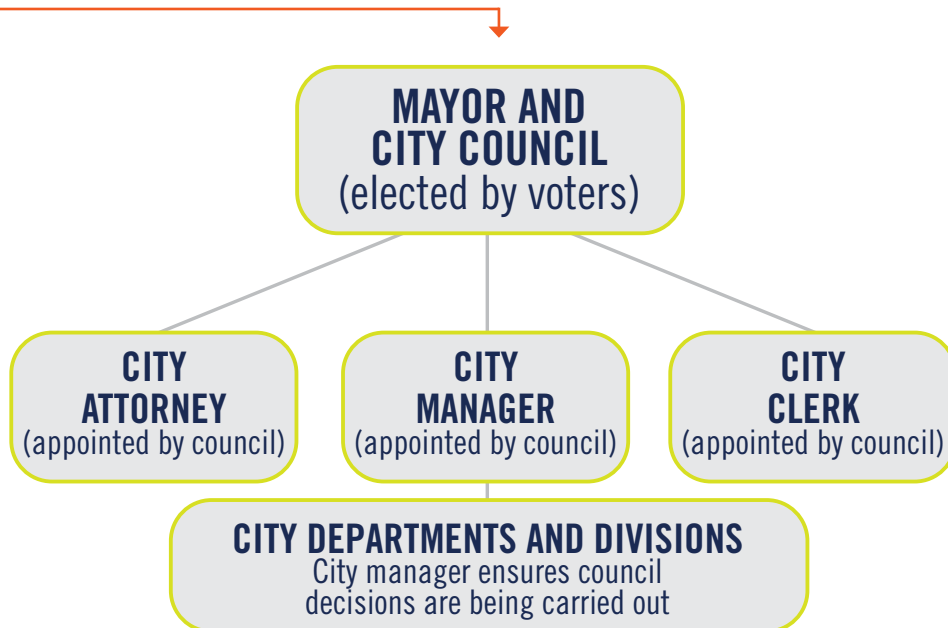 MAYOR AND
CITY COUNCIL
(elected by voters)
CITY
ATTORNEY
(appointed by council)
CITY
MANAGER
(appointed by council)
CITY
CLERK
(appointed by council)
CITY DEPARTMENTS AND DIVISIONS
City manager ensures council
decisions are being carried out